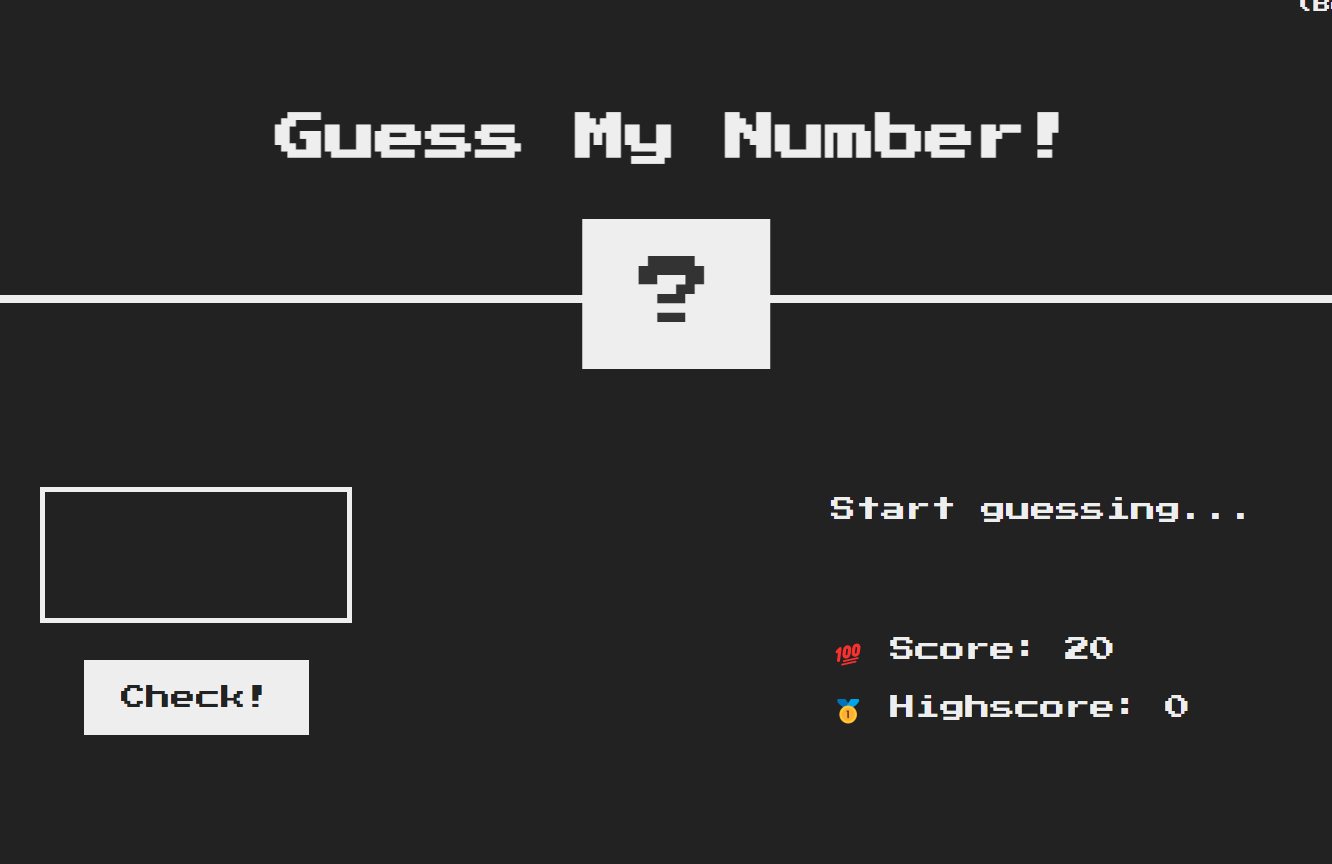 Guess My Number!
?
Start guessing...
💯 Score: 20
Check!
🥇 Highscore: 0